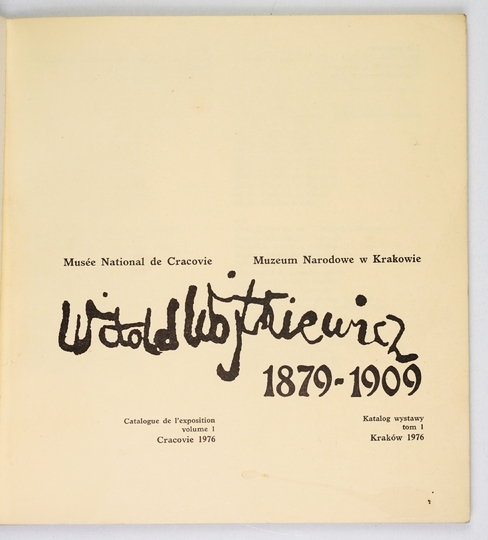 Musée National de Cracovie Muzeum Narodowe w Krakowie
Witold Wojtkiewicz
1879-1909
Catalogue de l'exposition
volume 1
Cracovie 1976
Katalog wystawy
tom 1
Kraków 1976